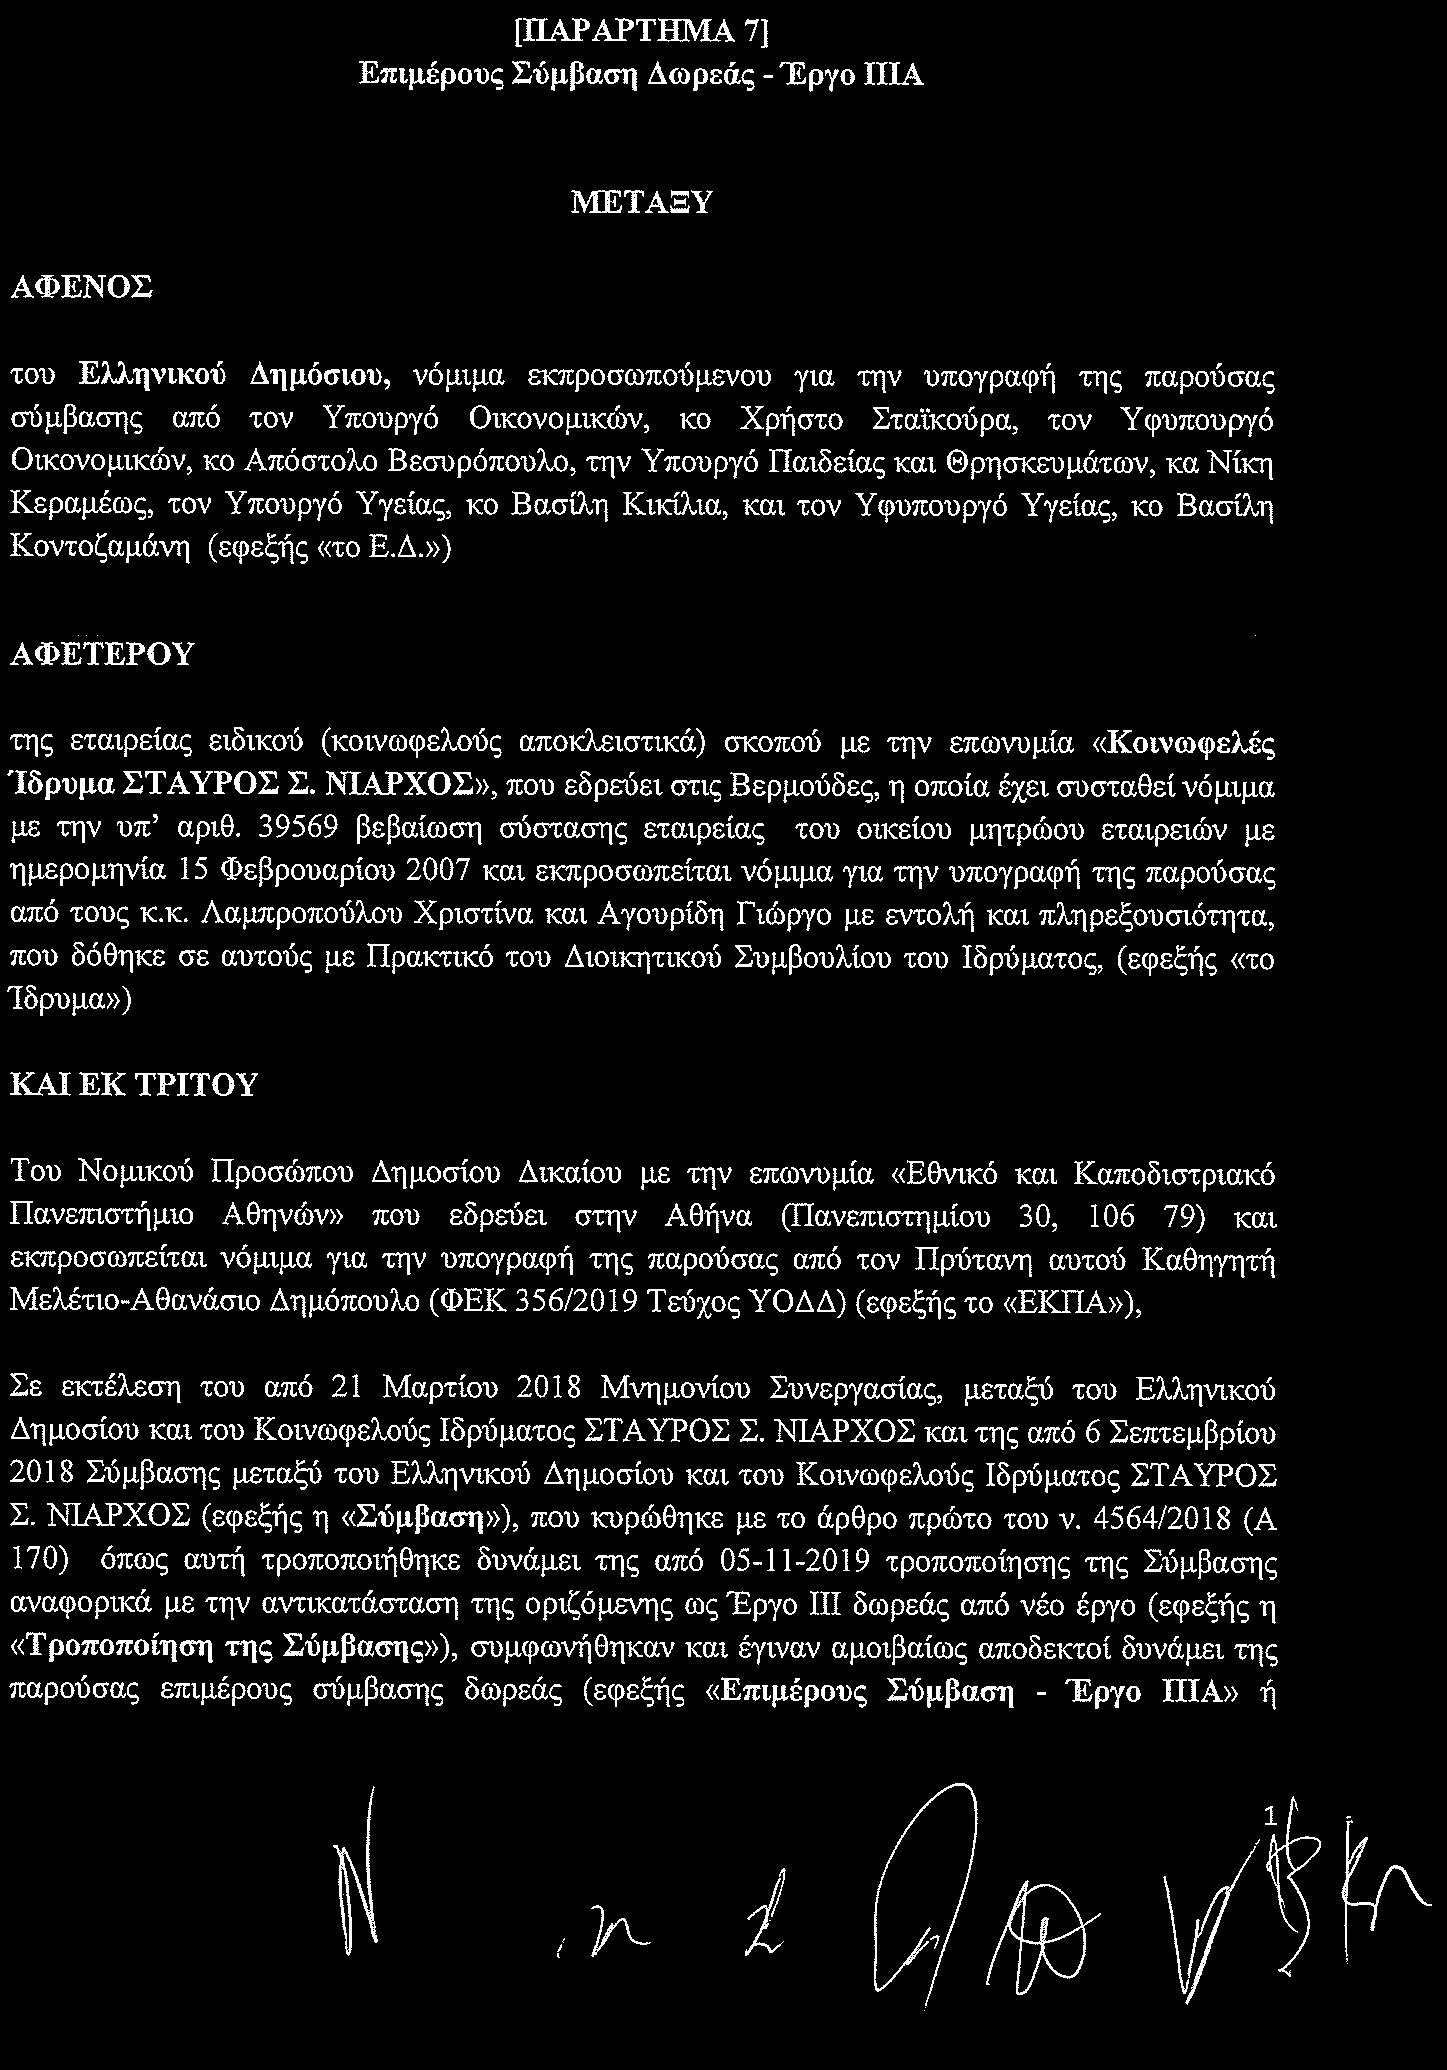 [ΠΑΡΑΡΤΗΜΑ 7]
Επιμέρους Σύμβαση Δωρεάς - Έργο ΙΙΙΑ
ΜΕΤΑΞΥ
ΑΦΕΝΟΣ
του Ελληνικού Δημόσιου, νόμιμα εκπροσωπούμενου για την υπογραφή της παρούσας
σύμβασης από τον Υπουργό Οικονομικών, κο Χρήστο Σταϊκούρα, τον Υφυπουργό
Οικονομικών, κο Απόστολο Βεσυρόπουλο, την Υπουργό Παιδείας και Θρησκευμάτων, κα Νίκη
Κεραμέως, τον Υπουργό Υγείας, κο Βασίλη Κικίλια, και τον Υφυπουργό Υγείας, κο Βασίλη
Κοντοζαμάνη (εφεξής «το Ε.Δ.»)
ΑΦΕΤΕΡΟΥ
της εταιρείας ειδικού (κοινωφελούς αποκλειστικά) σκοπού με την επωνυμία «Κοινωφελές
Ίδρυμα ΣΤΑΥΡΟΣ Σ. ΝΙΑΡΧΟΣ», που εδρεύει στις Βερμούδες, η οποία έχει συσταθεί νόμιμα
με την υπ’ αριθ. 39569 βεβαίωση σύστασης εταιρείας του οικείου μητρώου εταιρειών με
ημερομηνία 15 Φεβρουαρίου 2007 και εκπροσωπείται νόμιμα για την υπογραφή της παρούσας
από τους κ.κ. Λαμπροπούλου Χριστίνα και Αγουρίδη Γιώργο με εντολή και πληρεξουσιότητα,
που δόθηκε σε αυτούς με Πρακτικό του Διοικητικού Συμβουλίου του Ιδρύματος, (εφεξής «το
Ίδρυμα»)
ΚΑΙ ΕΚ ΤΡΙΤΟΥ
Του Νομικού Προσώπου Δημοσίου Δικαίου με την επωνυμία «Εθνικό και Καποδιστριακό
Πανεπιστήμιο Αθηνών» που εδρεύει στην Αθήνα (Πανεπιστημίου 30, 106 79) και
εκπροσωπείται νόμιμα για την υπογραφή της παρούσας από τον Πρύτανη αυτού Καθηγητή
Μελέτιο-Αθανάσιο Δημόπουλο (ΦΕΚ 356/2019 Τεύχος ΥΟΔΔ) (εφεξής το «ΕΚΠΑ»),
Σε εκτέλεση του από 21 Μαρτίου 2018 Μνημονίου Συνεργασίας, μεταξύ του Ελληνικού
Δημοσίου και του Κοινωφελούς Ιδρύματος ΣΤΑΥΡΟΣ Σ. ΝΙΑΡΧΟΣ και της από 6 Σεπτεμβρίου
2018 Σύμβασης μεταξύ του Ελληνικού Δημοσίου και του Κοινωφελούς Ιδρύματος ΣΤΑΥΡΟΣ
Σ. ΝΙΑΡΧΟΣ (εφεξής η «Σύμβαση»), που κυρώθηκε με το άρθρο πρώτο του ν. 4564/2018 (Α
170) όπως αυτή τροποποιήθηκε δυνάμει της από 05-11-2019 τροποποίησης της Σύμβασης
αναφορικά με την αντικατάσταση της οριζόμενης ως Έργο ΙΙΙ δωρεάς από νέο έργο (εφεξής η
«Τροποποίηση της Σύμβασης»), συμφωνήθηκαν και έγιναν αμοιβαίως αποδεκτοί δυνάμει της
παρούσας επιμέρους σύμβασης δωρεάς (εφεξής «Επιμέρους Σύμβαση - Έργο ΙΙΙΑ» ή
1